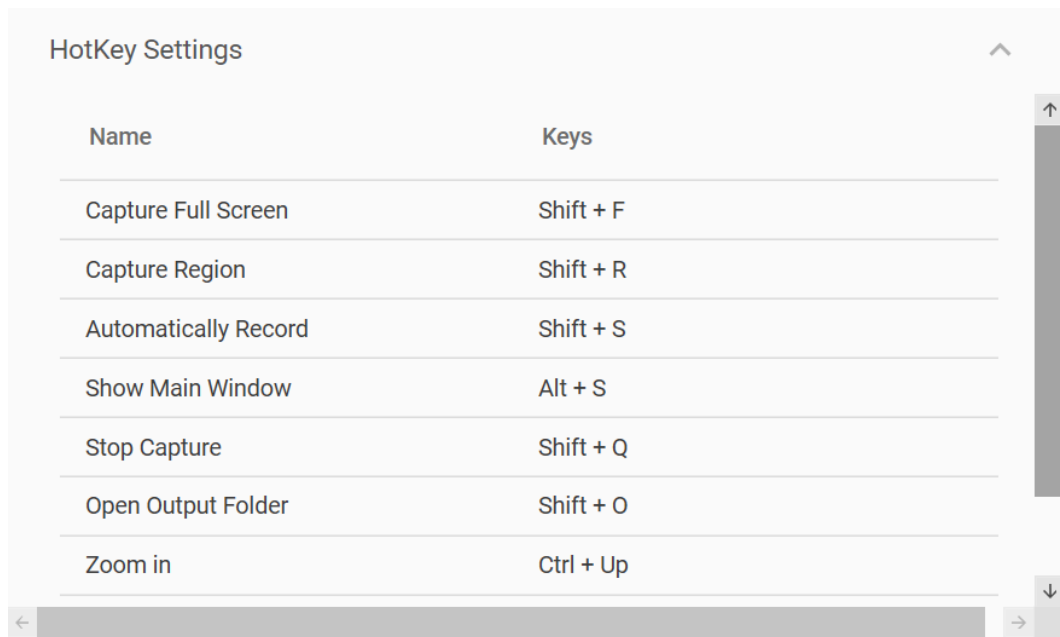 HotKey Settings
Name Keys
Capture Full Screen Shift + F
Capture Region Shift + R
Automatically Record Shift + S
Show Main Window Alt + S
Stop Capture Shift + Q
Open Output Folder Shift + O
Zoom in Ctrl + Up